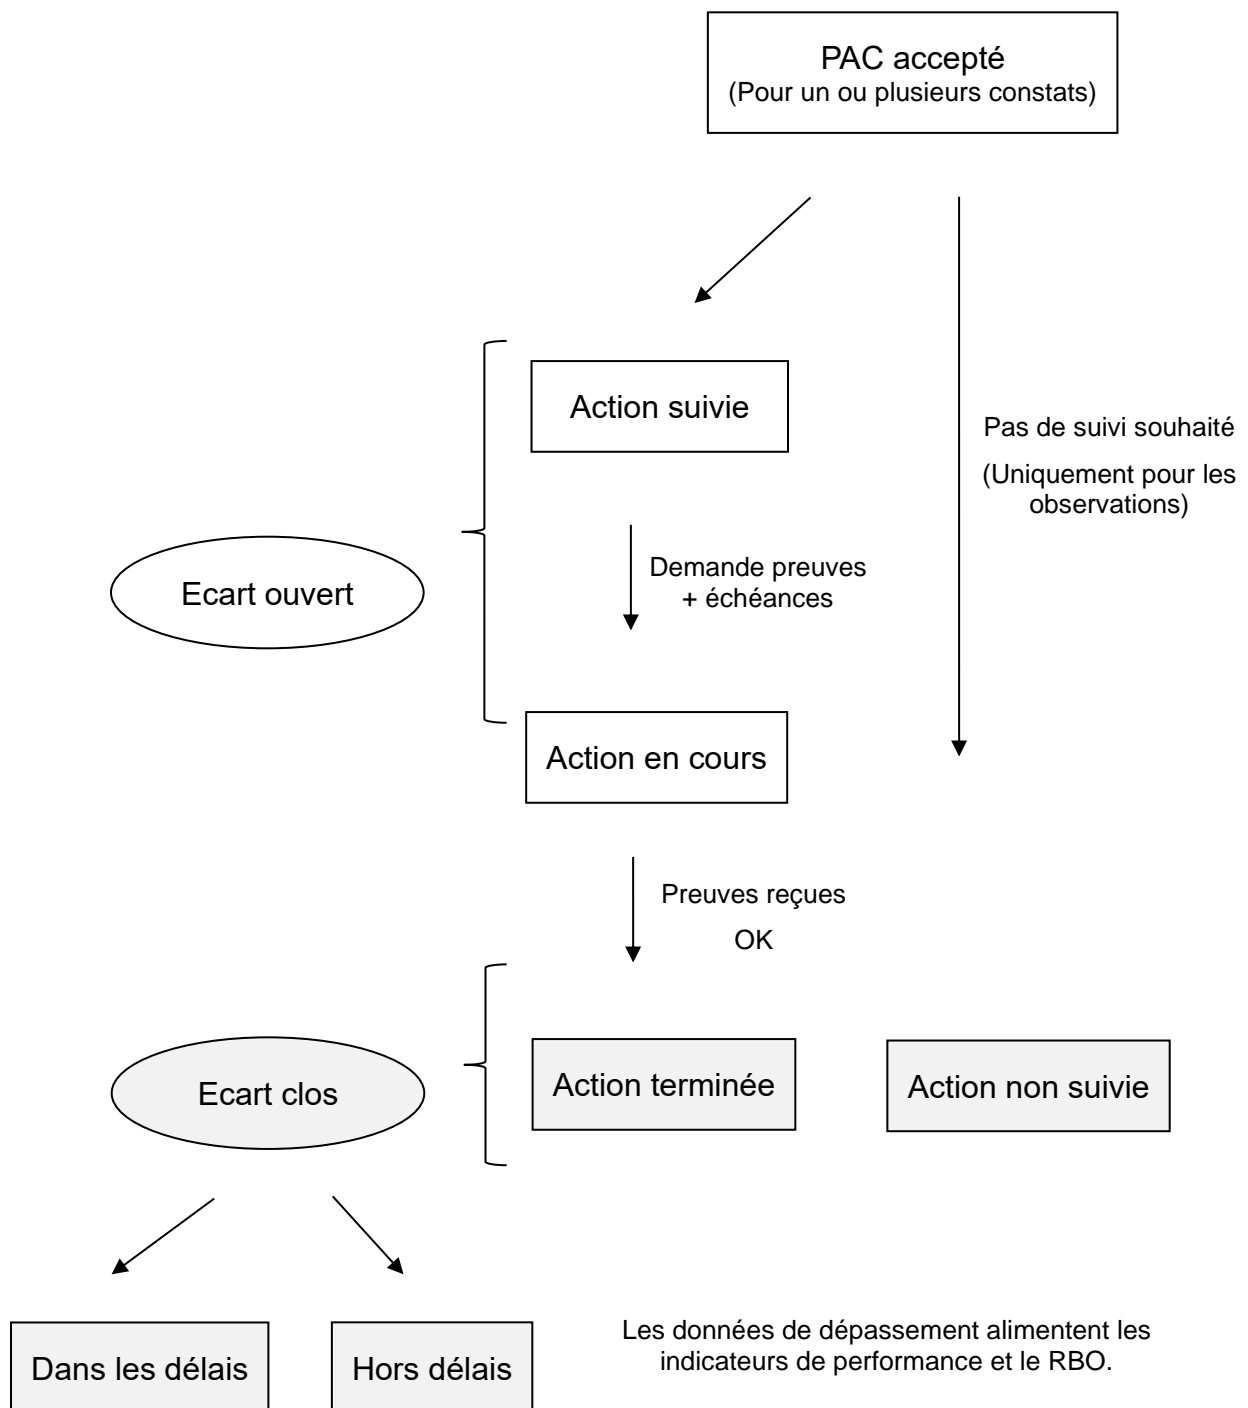 PAC accepté
(Pour un ou plusieurs constats)
Action suivie
Pas de suivi souhaité
(Uniquement pour les
observations)
Ecart ouvert
Demande preuves
+ échéances
Action en cours
Preuves reçues
OK
Ecart clos
Action terminée
Action non suivie
Dans les délais
Hors délais
Les données de dépassement alimentent les
indicateurs de performance et le RBO.